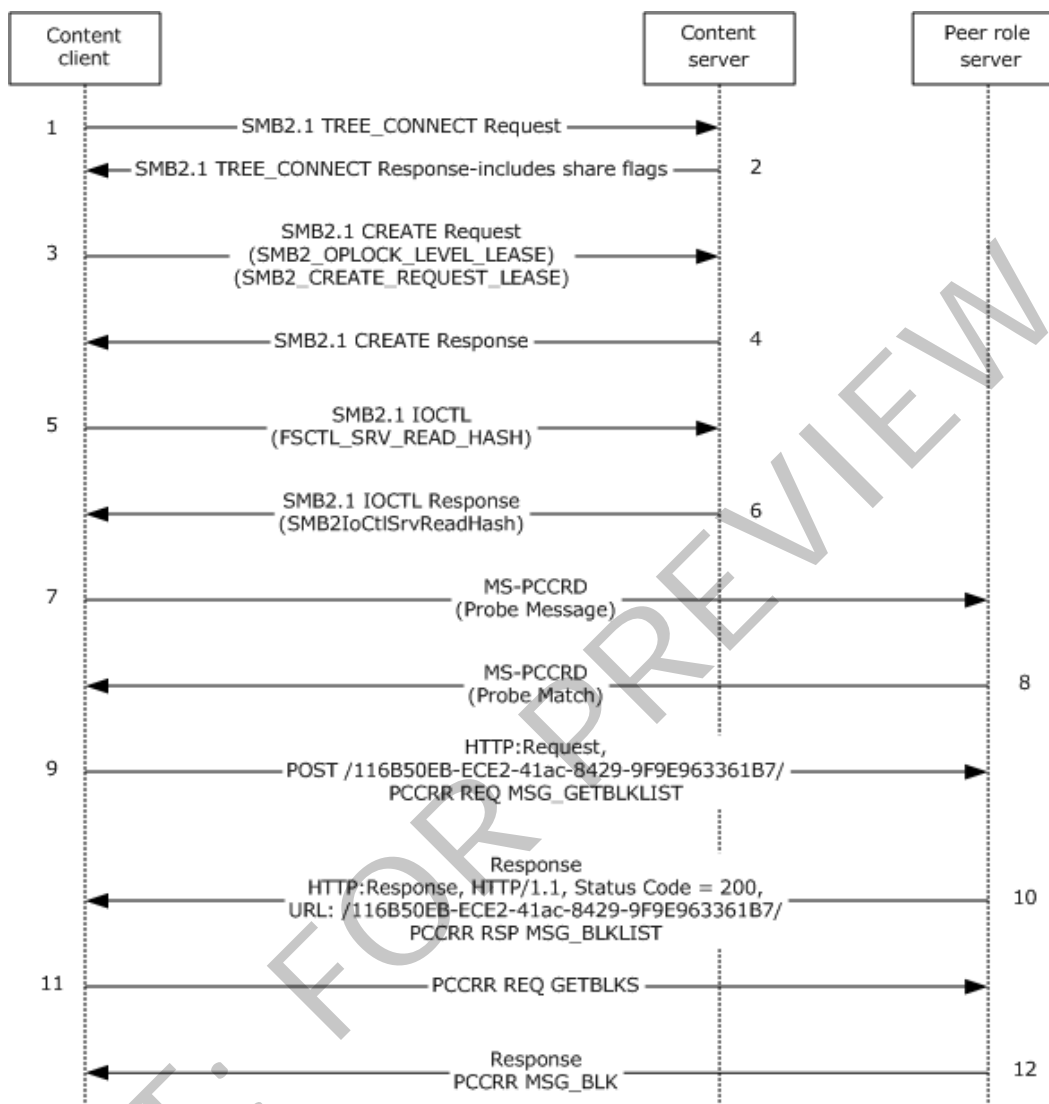 Content
client
Content
server
Peer role
server
1
SMB2.1 TREE_CONNECT Request
SMB2.1 TREE_CONNECT Response-includes share flags
2
3
SMB2.1 CREATE Request
(SMB2_OPLOCK_LEVEL_LEASE)
(SMB2_CREATE_REQUEST_LEASE)
SMB2.1 CREATE Response
4
5
SMB2.1 IOCTL
(FSCTL_SRV_READ_HASH)
SMB2.1 IOCTL Response
(SMB2IoCtlSrvReadHash)
6
7
MS-PCCRD
(Probe Message)
MS-PCCRD
(Probe Match)
8
9
HTTP:Request,
POST /116B50EB-ECE2-41ac-8429-9F9E963361B7/
PCCRR REQ MSG_GETBLKLIST
Response
HTTP:Response, HTTP/1.1, Status Code = 200,
URL: /116B50EB-ECE2-41ac-8429-9F9E963361B7/
PCCRR RSP MSG_BLKLIST
10
11
PCCRR REQ GETBLKS
Response
PCCRR MSG_BLK
12
FOR PREVIEW